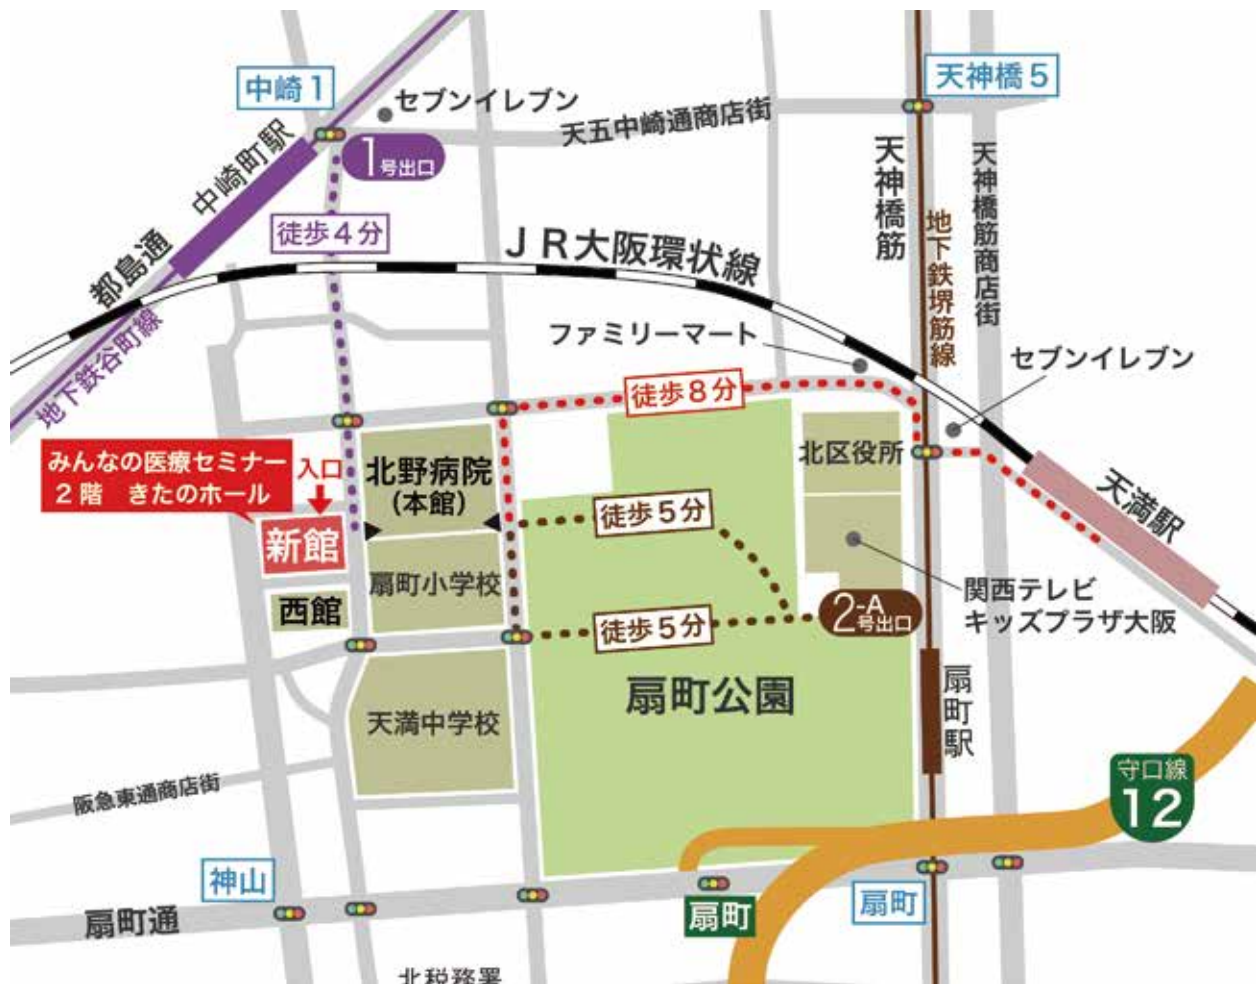 中崎1
セブンイレブン
天神橋5
天五中崎通商店街
中崎町駅
1号出口
徒歩4分
都島通
地下鉄谷町線
JR大阪環状線
天神橋筋
地下鉄堺筋線
天神橋筋商店街
ファミリーマート
セブンイレブン
徒歩8分
みんなの医療セミナー
2階 きたのホール
入口
北野病院
(本館)
北区役所
天満駅
徒歩5分
新館
扇町小学校
関西テレビ
キッズプラザ大阪
西館
徒歩5分
2-A
号出口
扇町公園
扇町駅
天満中学校
守口線
12
阪急東通商店街
神山
扇町通
扇町
扇町
北税務署